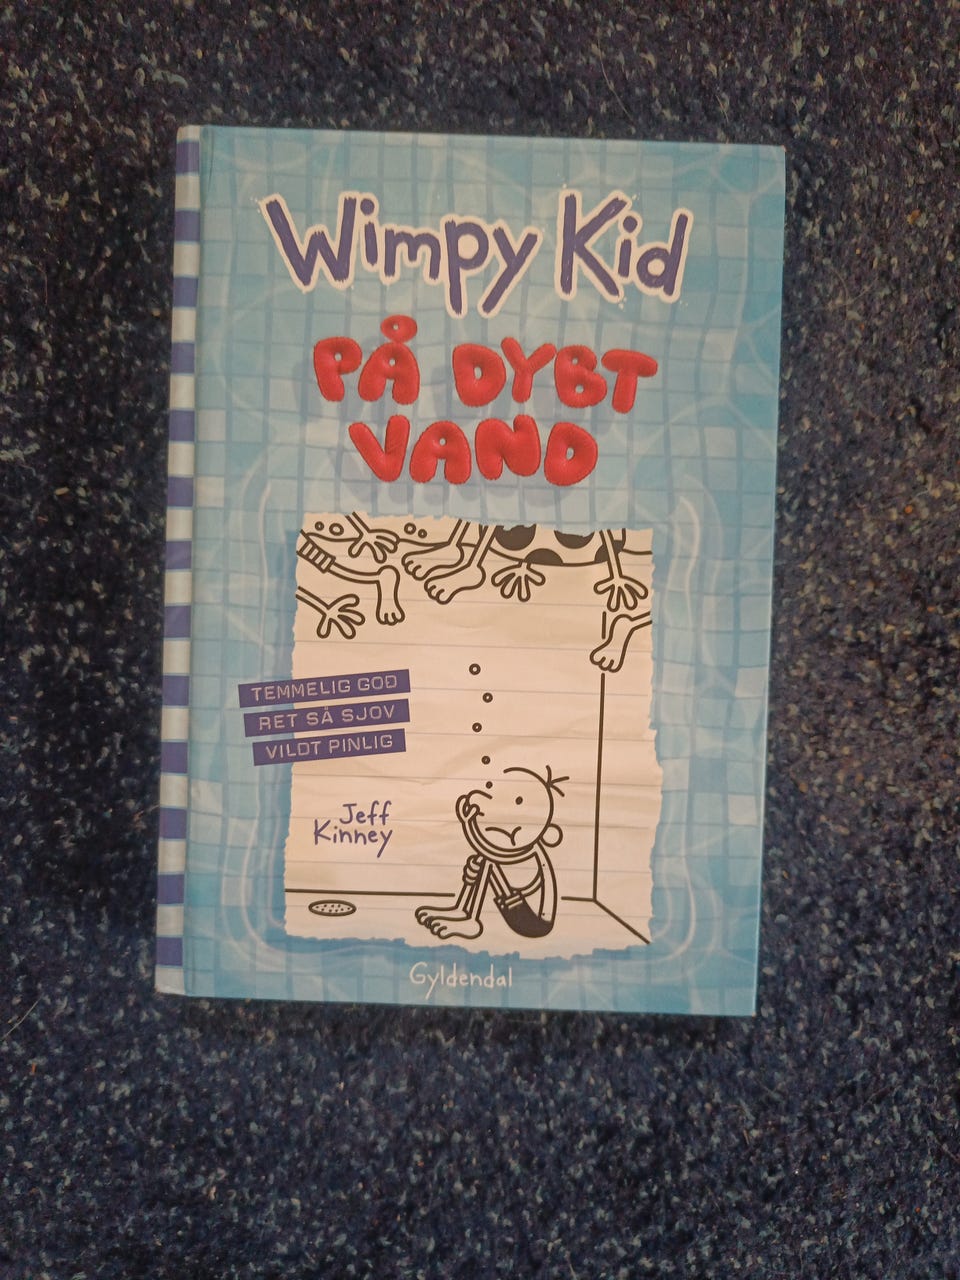 Wimpy Kid
PÅ DYBT
VAND
TEMMELIG GOD
RET SÅ SJOV
VILDT PINLIG
Jeff
Kinney
Gyldendal